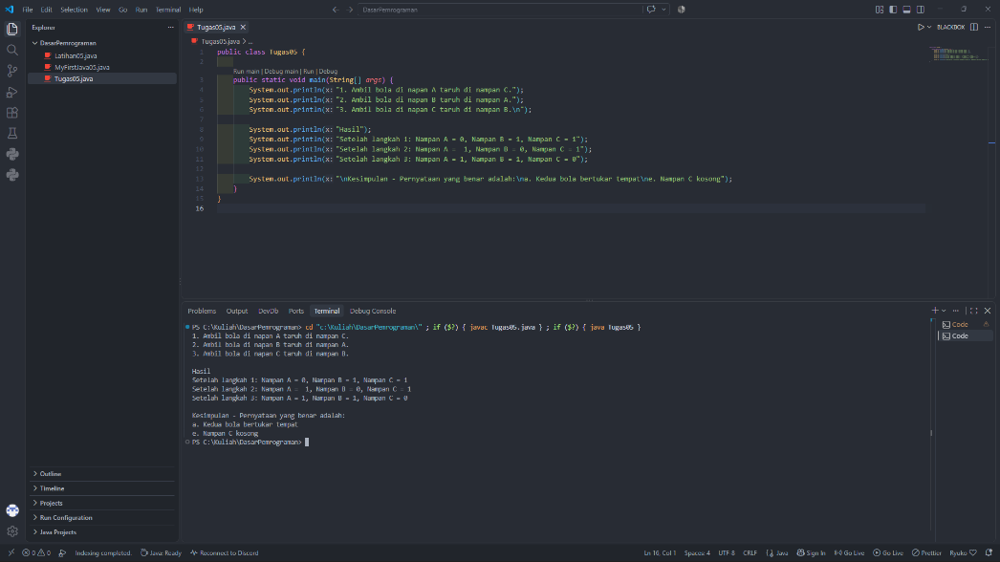 File Edit Selection View Go Run Terminal Help
DasarPemrograman
Explorer
DasarPemrograman
Latihan05.java
MyFirstJava05.java
Tugas05.java
Outline
Timeline
Projects
Run Configuration
Java Projects
Tugas05.java
BLACKBOX
Tugas05.java > ...
1 public class Tugas05 {
2
Run main | Debug main | Run | Debug
3 public static void main(String[] args) {
4 System.out.println(x: "1. Ambil bola di napan A taruh di nampan C.");
5 System.out.println(x: "2. Ambil bola di napan B taruh di nampan A.");
6 System.out.println(x: "3. Ambil bola di napan C taruh di nampan B.\n");
7
8 System.out.println(x: "Hasil");
9 System.out.println(x: "Setelah langkah 1: Nampan A = 0, Nampan B = 1, Nampan C = 1");
10 System.out.println(x: "Setelah langkah 2: Nampan A =  1, Nampan B = 0, Nampan C = 1");
11 System.out.println(x: "Setelah langkah 3: Nampan A = 1, Nampan B = 1, Nampan C = 0");
12
13 System.out.println(x: "\nKesimpulan - Pernyataan yang benar adalah:\na. Kedua bola bertukar tempat\ne. Nampan C kosong");
14 }
15 }
16
Problems Output DevDb Ports Terminal Debug Console
PS C:\Kuliah\DasarPemrograman> cd "c:\Kuliah\DasarPemrograman\" ; if ($?) { javac Tugas05.java } ; if ($?) { java Tugas05 }
1. Ambil bola di napan A taruh di nampan C.
2. Ambil bola di napan B taruh di nampan A.
3. Ambil bola di napan C taruh di nampan B.
Hasil
Setelah langkah 1: Nampan A = 0, Nampan B = 1, Nampan C = 1
Setelah langkah 2: Nampan A =  1, Nampan B = 0, Nampan C = 1
Setelah langkah 3: Nampan A = 1, Nampan B = 1, Nampan C = 0
Kesimpulan - Pernyataan yang benar adalah:
a. Kedua bola bertukar tempat
e. Nampan C kosong
PS C:\Kuliah\DasarPemrograman>
Code
Code
0 0 Indexing completed. Java: Ready Reconnect to Discord Ln 16, Col 1 Spaces: 4 UTF-8 CRLF Java Sign In Go Live Go Live Prettier Ryuko